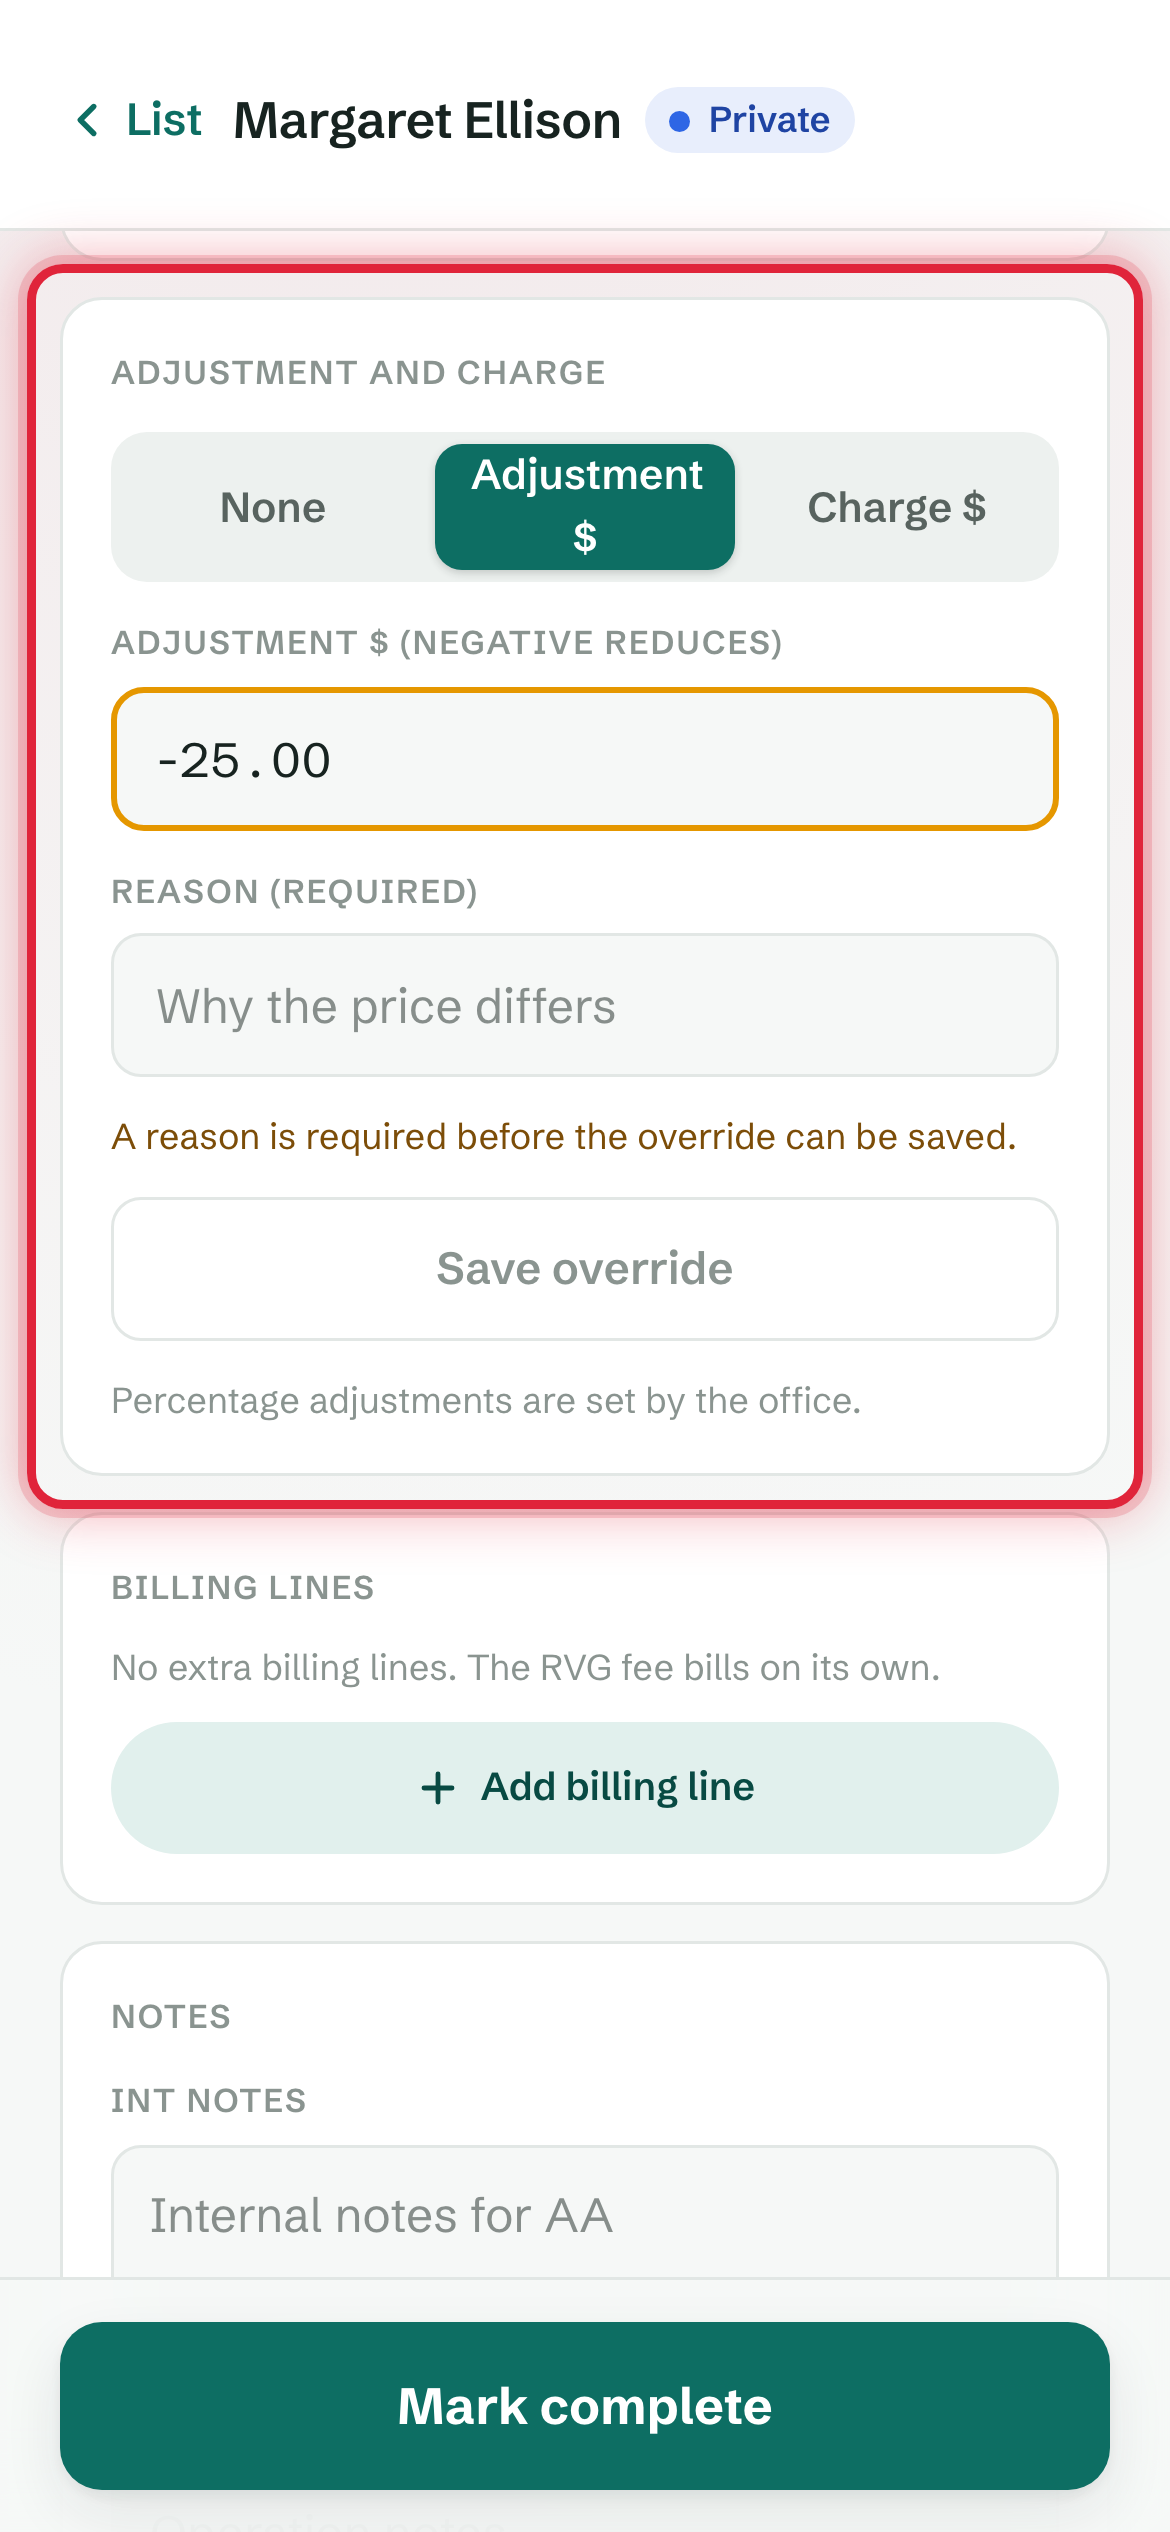 List Margaret Ellison Private
ADJUSTMENT AND CHARGE
None
Adjustment
$
Charge $
ADJUSTMENT $ (NEGATIVE REDUCES)
-25.00
REASON (REQUIRED)
Why the price differs
A reason is required before the override can be saved.
Save override
Percentage adjustments are set by the office.
BILLING LINES
No extra billing lines. The RVG fee bills on its own.
+ Add billing line
NOTES
INT NOTES
Internal notes for AA
Mark complete